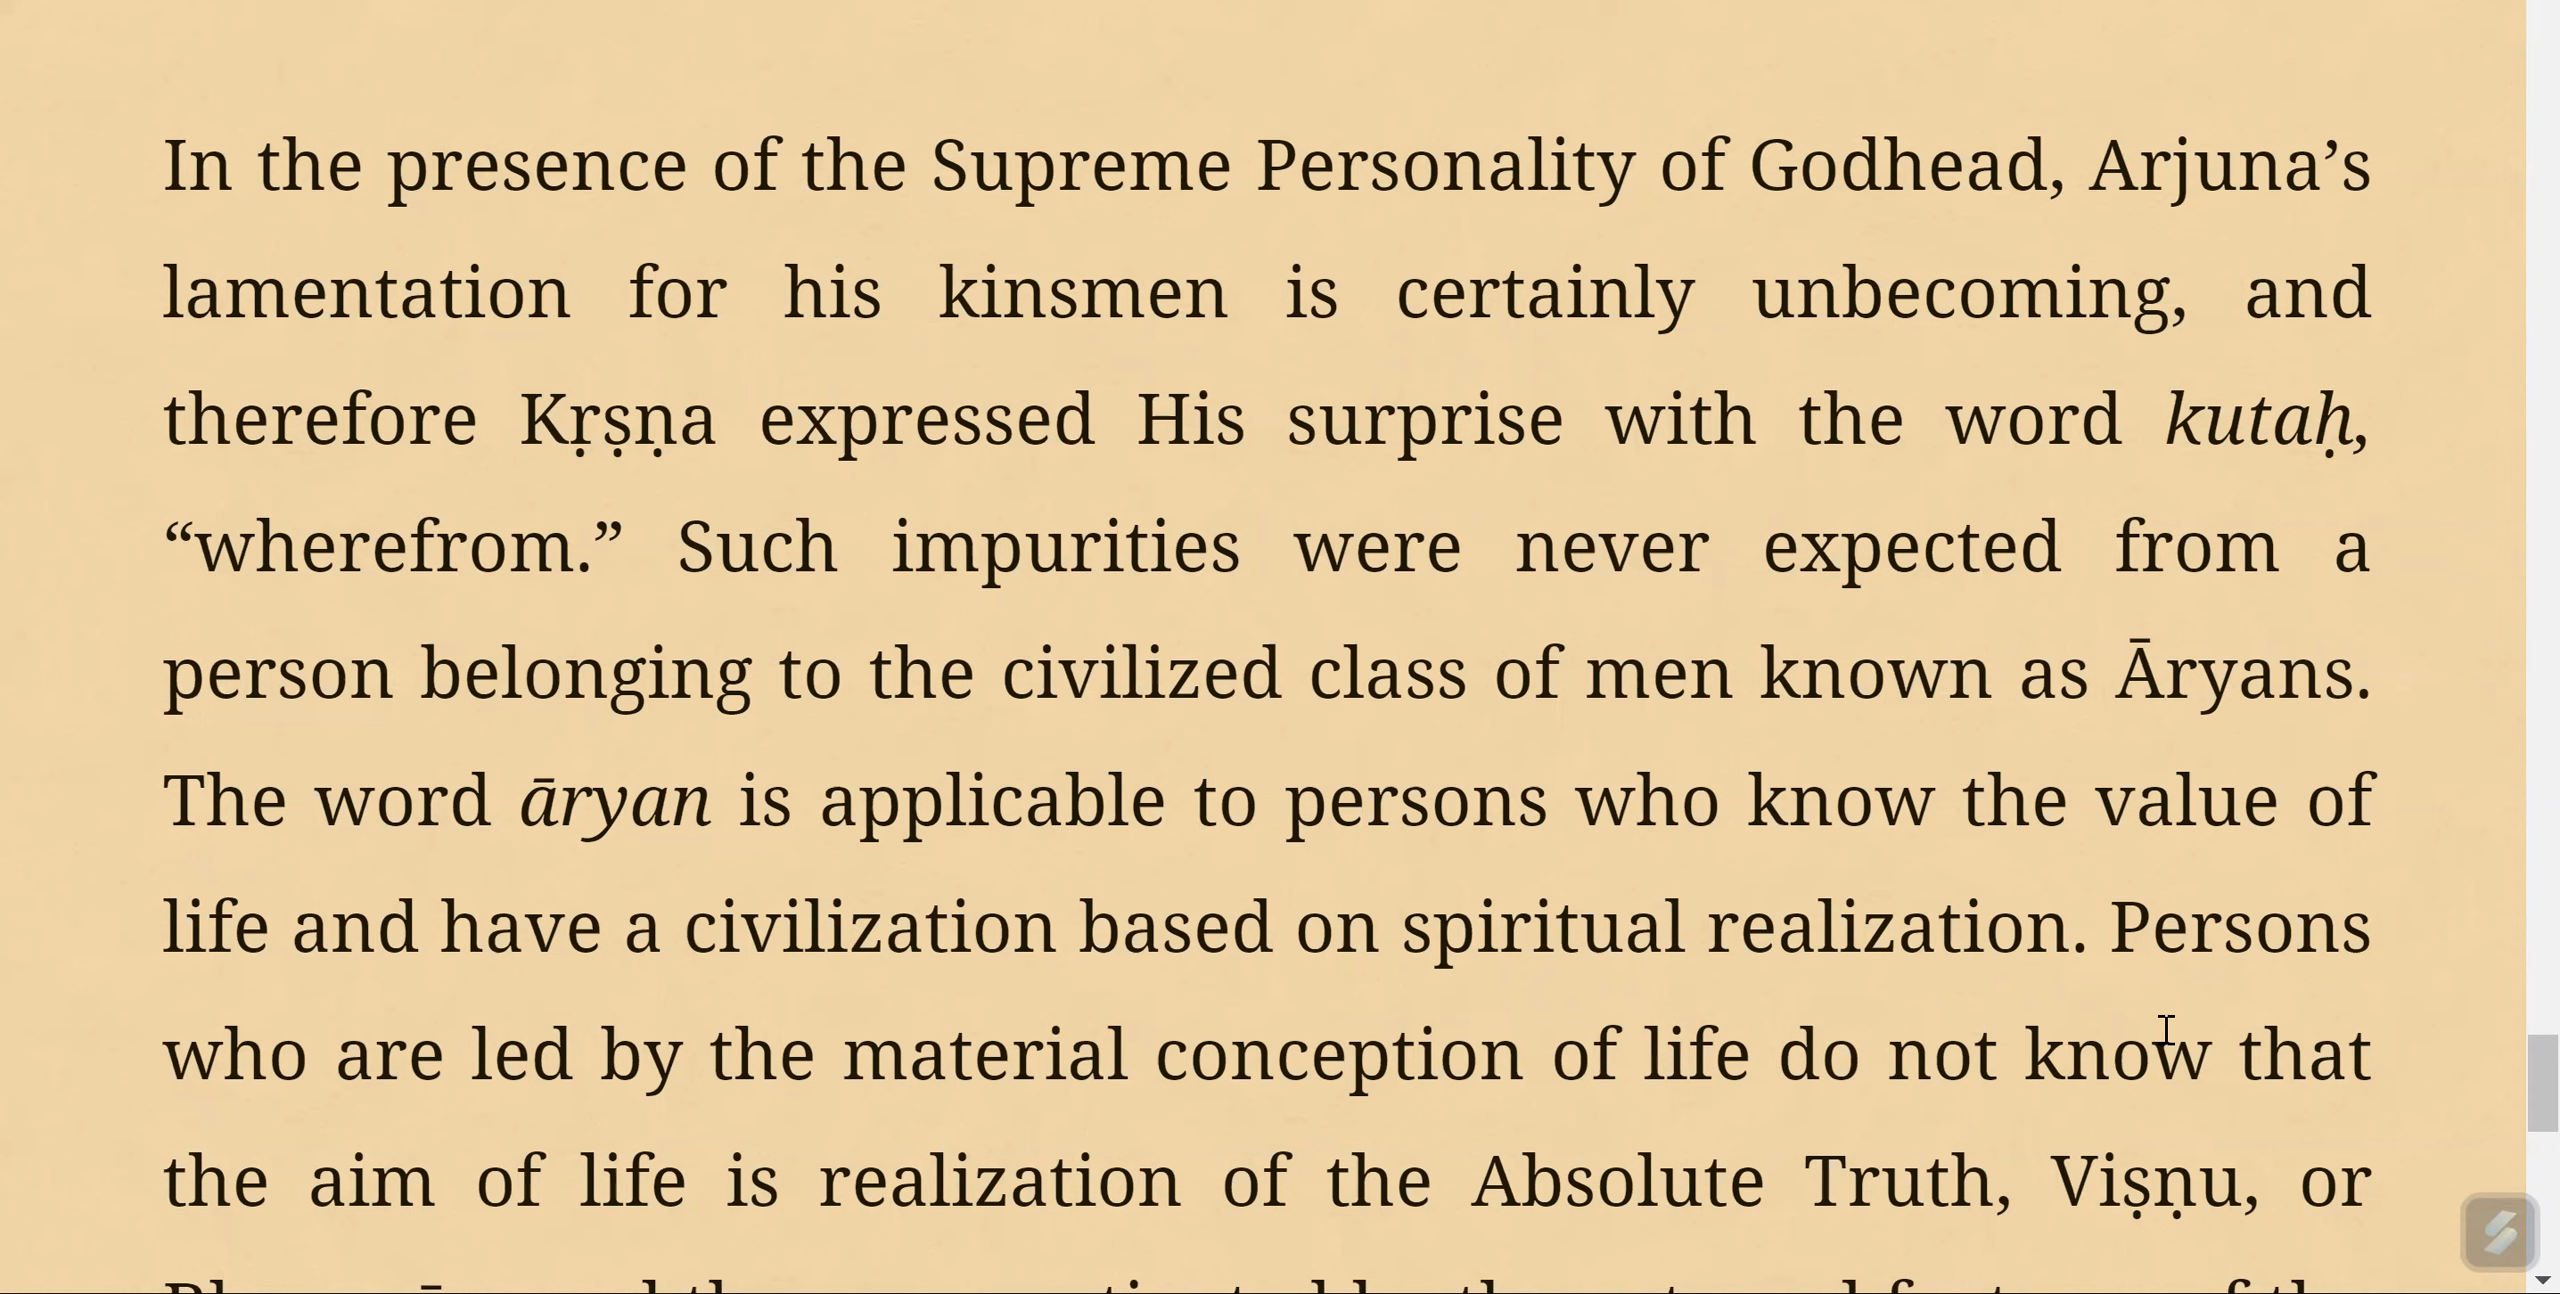 In the presence of the Supreme Personality of Godhead, Arjuna’s
lamentation for his kinsmen is certainly unbecoming, and
therefore Kṛṣṇa expressed His surprise with the word kutaḥ,
“wherefrom.” Such impurities were never expected from a
person belonging to the civilized class of men known as Āryans.
The word āryan is applicable to persons who know the value of
life and have a civilization based on spiritual realization. Persons
who are led by the material conception of life do not know that
the aim of life is realization of the Absolute Truth, Viṣṇu, or